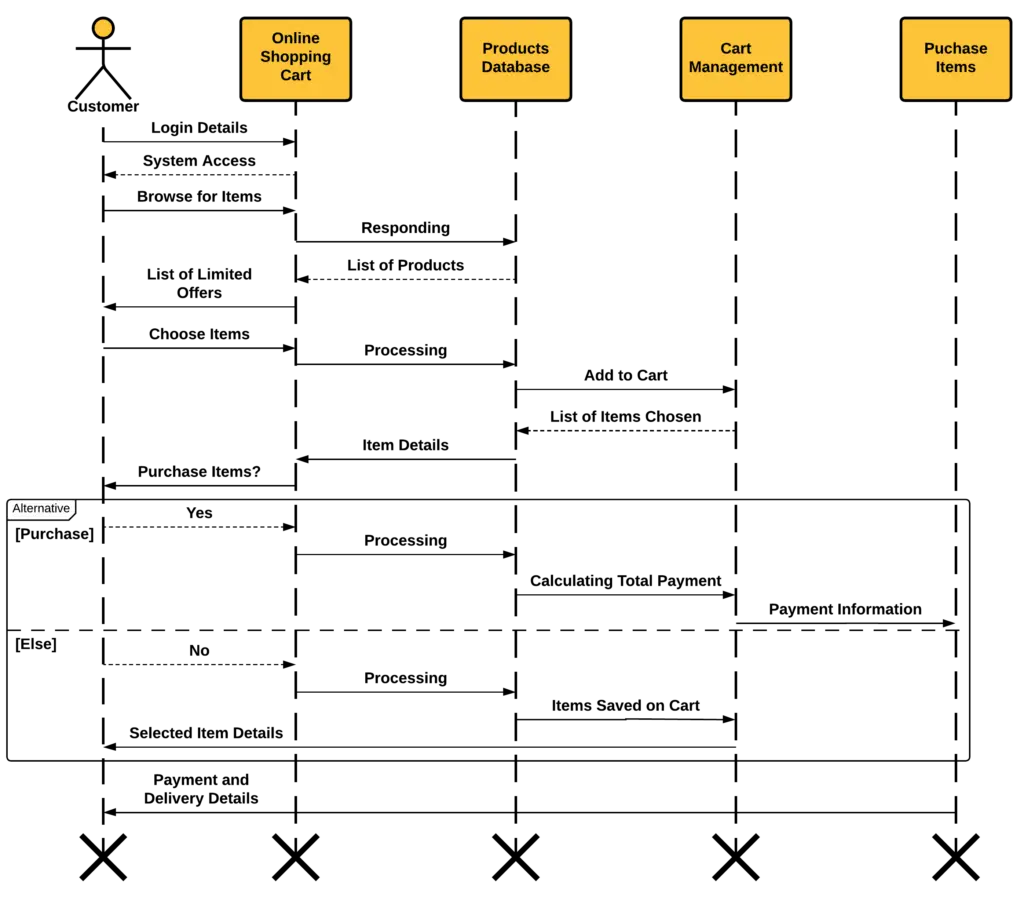 Online
Shopping
Cart
Products
Database
Cart
Management
Puchase
Items
Customer
Login Details
System Access
Browse for Items
Responding
List of Products
List of Limited
Offers
Choose Items
Processing
Add to Cart
List of Items Chosen
Item Details
Purchase Items?
Alternative
Yes
[Purchase]
Processing
Calculating Total Payment
Payment Information
[Else]
No
Processing
Items Saved on Cart
Selected Item Details
Payment and
Delivery Details